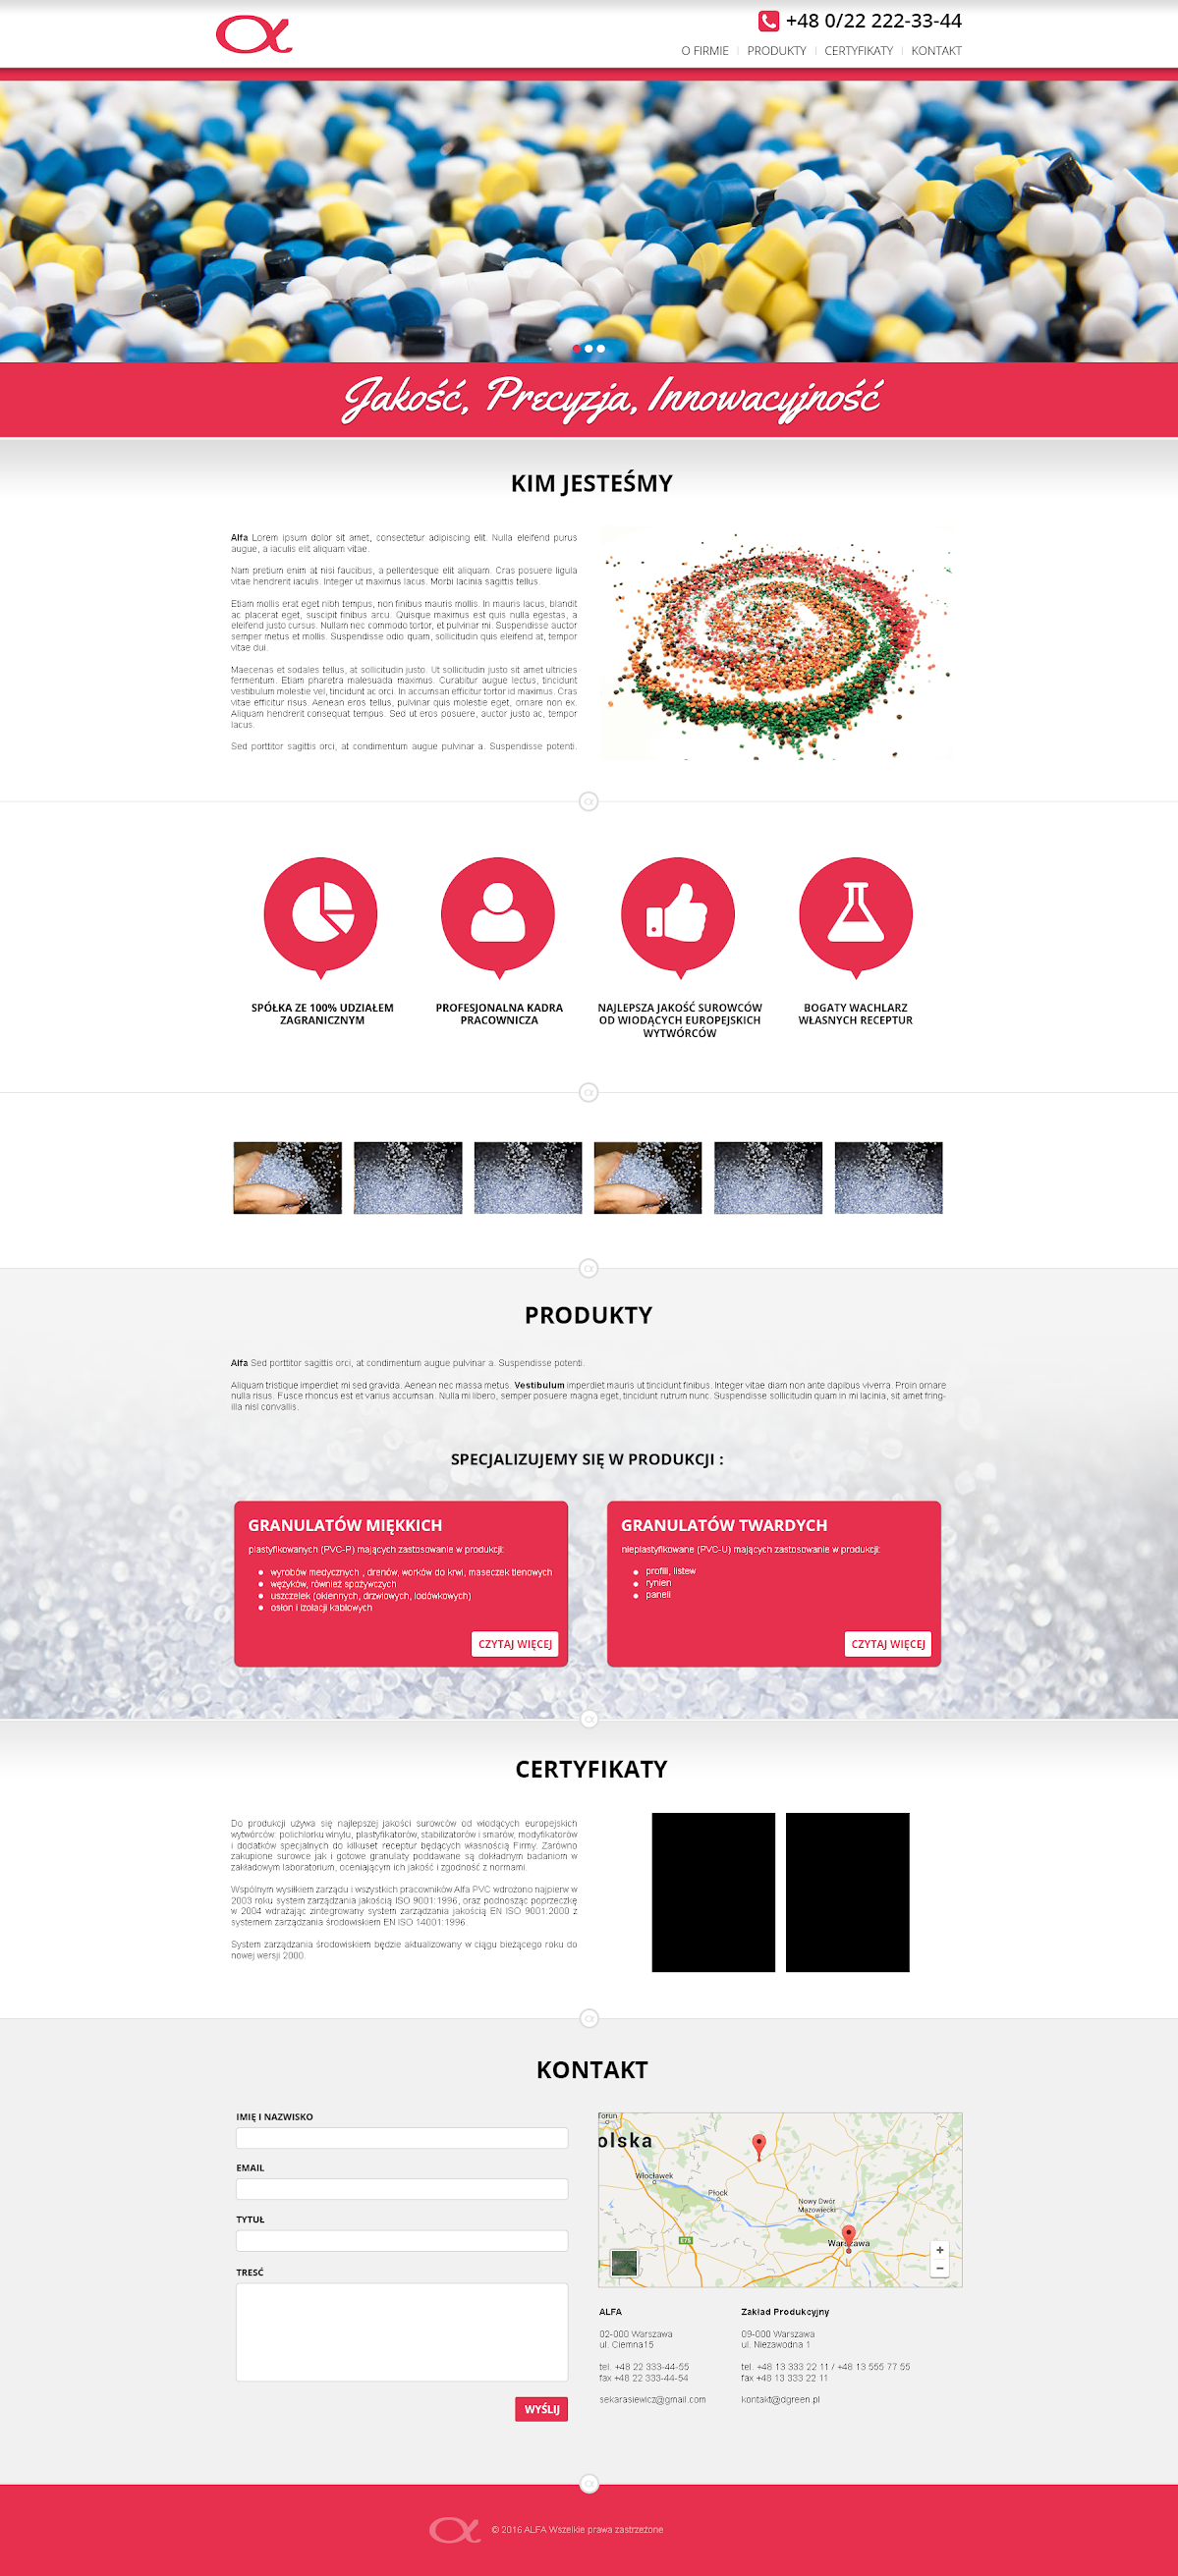 α
+48 0/22 222-33-44
O FIRMIE | PRODUKTY | CERTYFIKATY | KONTAKT
Jakość, Precyzja, Innowacyjność
KIM JESTEŚMY
Alfa Lorem ipsum dolor sit amet, consectetur adipiscing elit. Nulla eleifend purus
augue, a iaculis elit aliquam vitae.
Nam pretium enim at nisi faucibus, a pellentesque elit aliquam. Cras posuere ligula
vitae hendrerit iaculis. Integer ut maximus lacus. Morbi lacinia sagittis tellus.
Etiam mollis erat eget nibh tempus, non finibus mauris mollis. In mauris lacus, blandit
ac placerat eget, suscipit finibus arcu. Quisque maximus est quis nulla egestas, a
eleifend justo cursus. Nullam nec commodo tortor, et pulvinar mi. Suspendisse auctor
semper metus et mollis. Suspendisse odio quam, sollicitudin quis eleifend at, tempor
vitae dui.
Maecenas et sodales tellus, at sollicitudin justo. Ut sollicitudin justo sit amet ultricies
fermentum. Etiam pharetra malesuada maximus. Curabitur augue lectus, tincidunt
vestibulum molestie vel, tincidunt ac orci. In accumsan efficitur tortor id maximus. Cras
vitae efficitur risus. Aenean eros tellus, pulvinar quis molestie eget, ornare non ex.
Aliquam hendrerit consequat tempus. Sed ut eros posuere, auctor justo ac, tempor
lacus.
Sed porttitor sagittis orci, at condimentum augue pulvinar a. Suspendisse potenti.
SPÓŁKA ZE 100% UDZIAŁEM
ZAGRANICZNYM
PROFESJONALNA KADRA
PRACOWNICZA
NAJLEPSZA JAKOŚĆ SUROWCÓW
OD WIODĄCYCH EUROPEJSKICH
WYTWÓRCÓW
BOGATY WACHLARZ
WŁASNYCH RECEPTUR
PRODUKTY
Alfa Sed porttitor sagittis orci, at condimentum augue pulvinar a. Suspendisse potenti.
Aliquam tristique imperdiet mi sed gravida. Aenean nec massa metus. Vestibulum imperdiet mauris ut tincidunt finibus. Integer vitae diam non ante dapibus viverra. Proin ornare
nulla risus. Fusce rhoncus est et varius accumsan. Nulla mi libero, semper posuere magna eget, tincidunt rutrum nunc. Suspendisse sollicitudin quam in mi lacinia, sit amet fring-
illa nisl convallis.
SPECJALIZUJEMY SIĘ W PRODUKCJI :
GRANULATÓW MIĘKKICH
plastyfikowanych (PVC-P) mających zastosowanie w produkcji:
wyrobów medycznych , drenów, worków do krwi, maseczek tlenowych
wężyków, również spożywczych
uszczelek (okiennych, drzwiowych, lodówkowych)
osłon i izolacji kablowych
CZYTAJ WIĘCEJ
GRANULATÓW TWARDYCH
nieplastyfikowane (PVC-U) mających zastosowanie w produkcji:
profili, listew
rynien
paneli
CZYTAJ WIĘCEJ
CERTYFIKATY
Do produkcji używa się najlepszej jakości surowców od wiodących europejskich
wytwórców: polichlorku winylu, plastyfikatorów, stabilizatorów i smarów, modyfikatorów
i dodatków specjalnych do kilkuset receptur będących własnością Firmy. Zarówno
zakupione surowce jak i gotowe granulaty poddawane są dokładnym badaniom w
zakładowym laboratorium, oceniającym ich jakość i zgodność z normami.
Wspólnym wysiłkiem zarządu i wszystkich pracowników Alfa PVC wdrożono najpierw w
2003 roku system zarządzania jakością ISO 9001:1996, oraz podnosząc poprzeczkę
w 2004 wdrażając zintegrowany system zarządzania jakością EN ISO 9001:2000 z
systemem zarządzania środowiskiem EN ISO 14001:1996.
System zarządzania środowiskiem będzie aktualizowany w ciągu bieżącego roku do
nowej wersji 2000.
KONTAKT
IMIĘ I NAZWISKO
EMAIL
TYTUŁ
TREŚĆ
WYŚLIJ
Toruń
olska
Włocławek
Płock
Nowy Dwór
Mazowiecki
Warszawa
E75
+
−
ALFA
02-000 Warszawa
ul. Ciemna15
tel. +48 22 333-44-55
fax +48 22 333-44-54
sekarasiewicz@gmail.com
Zakład Produkcyjny
09-000 Warszawa
ul. Niezawodna 1
tel. +48 13 333 22 11 / +48 13 555 77 55
fax +48 13 333 22 11
kontakt@dgreen.pl
α © 2016 ALFA Wszelkie prawa zastrzeżone